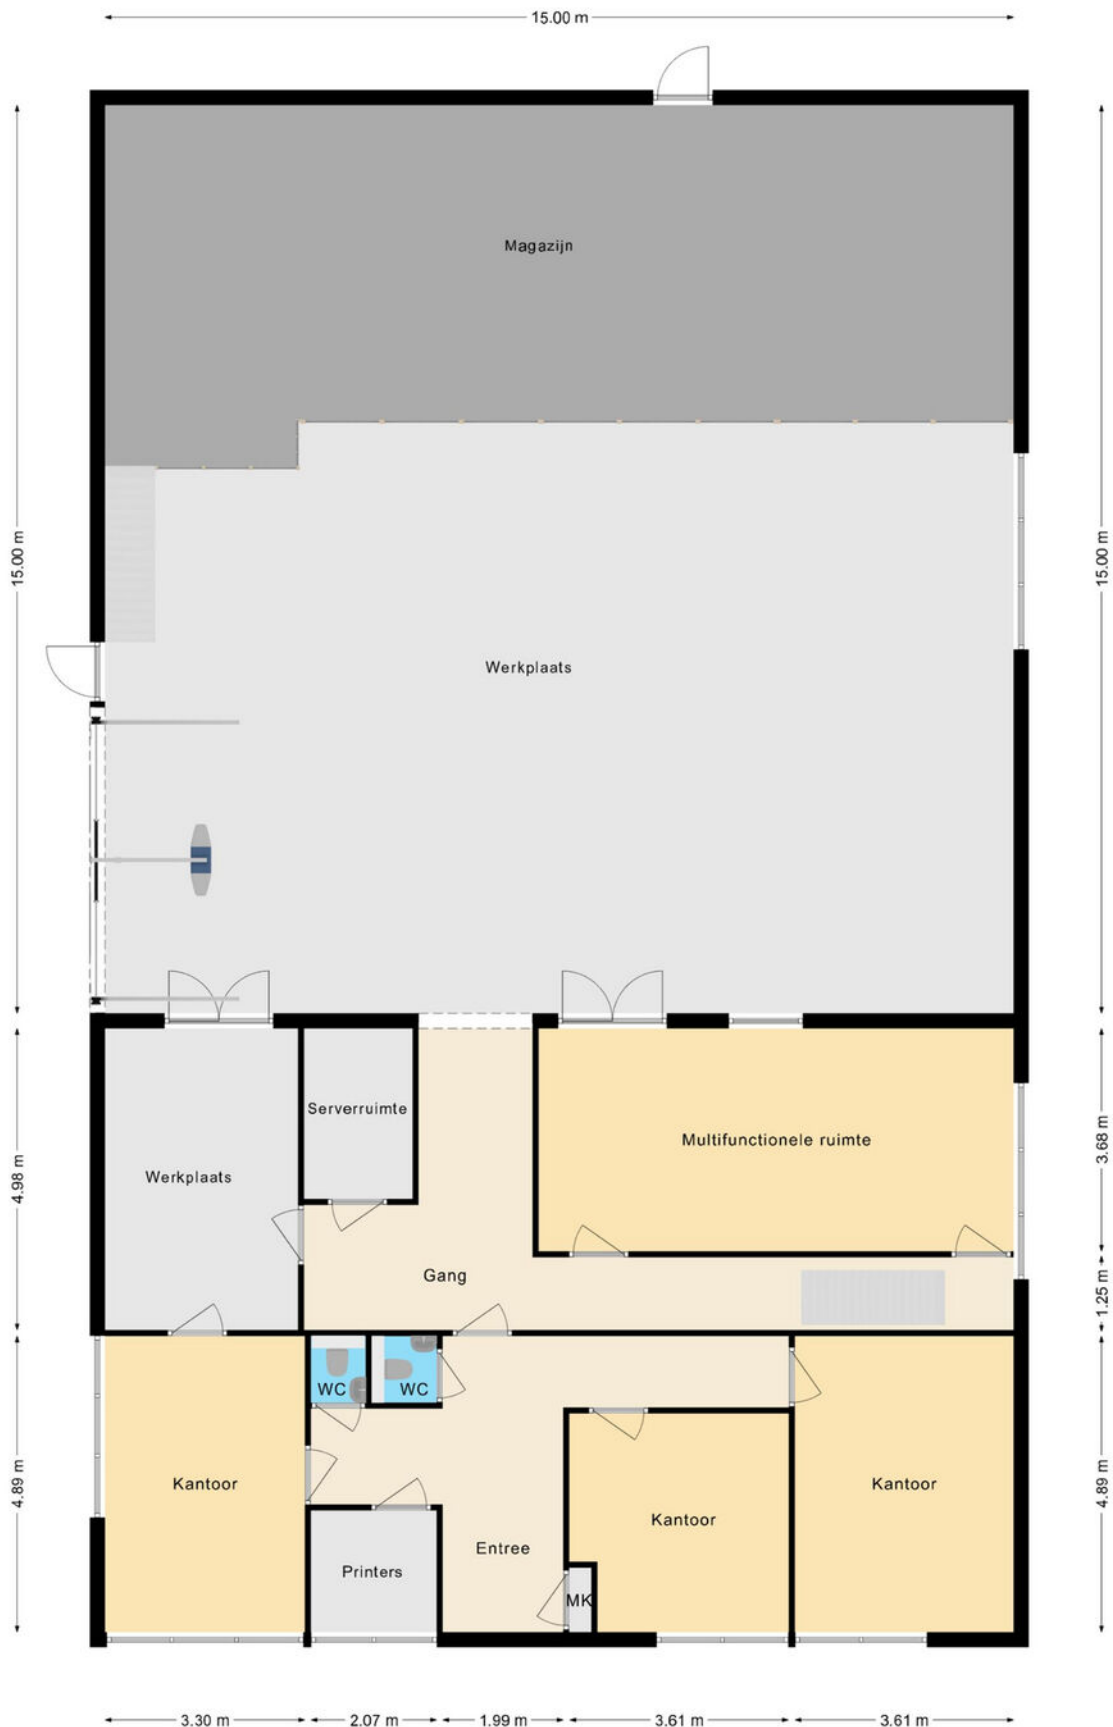 15.00 m
Magazijn
15.00 m
15.00 m
Werkplaats
Serverruimte
Multifunctionele ruimte
3.68 m
4.98 m
Werkplaats
Gang
1.25 m
WC
WC
4.89 m
Kantoor
Kantoor
4.89 m
Kantoor
Entree
Printers
MK
3.30 m
2.07 m
1.99 m
3.61 m
3.61 m